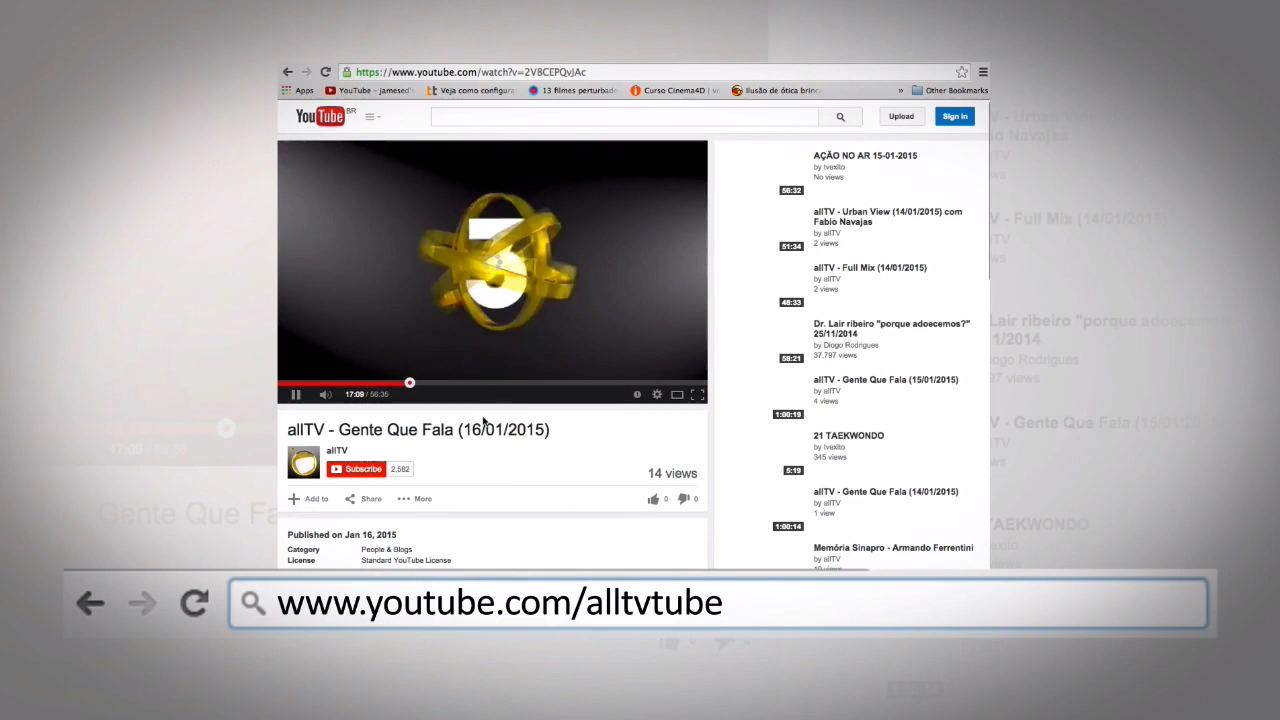 https://www.youtube.com/watch?v=2V8CEPQvJAc
Apps
YouTube - jamesed's
Veja como configura
13 filmes perturbado
Curso Cinema4D | v
Ilusão de ótica brinc
»
Other Bookmarks
YouTube BR
Upload
Sign in
5
17:09 / 56:35
allTV - Gente Que Fala (16/01/2015)
allTV
Subscribe 2,582
14 views
Add to
Share
More
0
0
Published on Jan 16, 2015
Category People & Blogs
License Standard YouTube License
AÇÃO NO AR 15-01-2015
by tvexito
No views
56:32
allTV - Urban View (14/01/2015) com
Fabio Navajas
by allTV
2 views
51:34
allTV - Full Mix (14/01/2015)
by allTV
2 views
48:33
Dr. Lair ribeiro "porque adoecemos?"
25/11/2014
by Diogo Rodrigues
37,797 views
58:21
allTV - Gente Que Fala (15/01/2015)
by allTV
4 views
1:00:19
21 TAEKWONDO
by tvexito
345 views
5:19
allTV - Gente Que Fala (14/01/2015)
by allTV
1 view
1:00:14
Memória Sinapro - Armando Ferrentini
by allTV
www.youtube.com/alltvtube